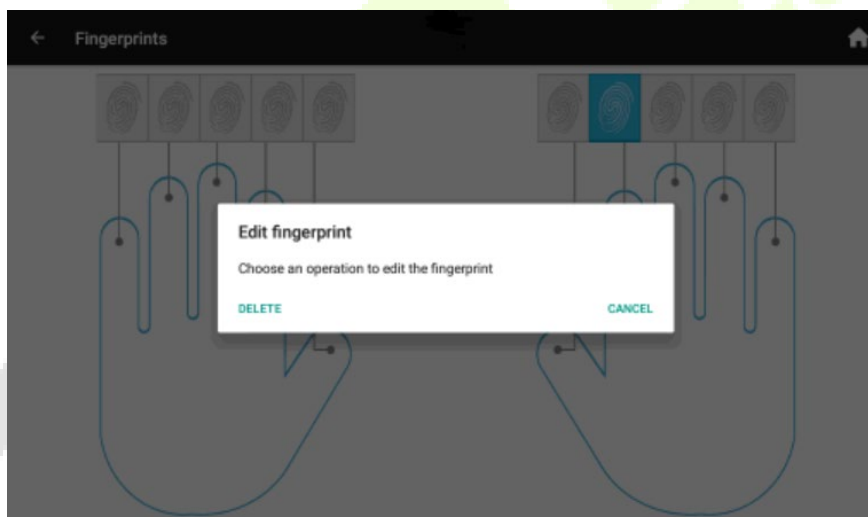 Fingerprints
Edit fingerprint
Choose an operation to edit the fingerprint
DELETE
CANCEL